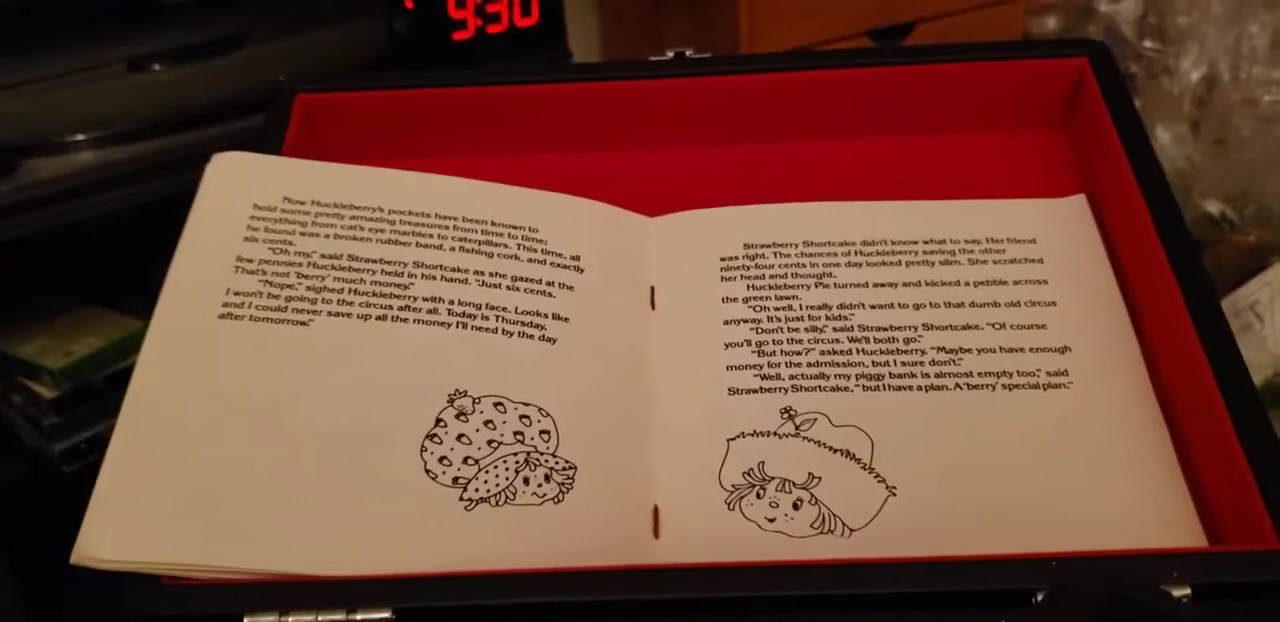 9:30
Now Huckleberry's pockets have been known to
hold some pretty amazing treasures from time to time;
everything from cat's eye marbles to caterpillars. This time, all
he found was a broken rubber band, a fishing cork, and exactly
six cents.
"Oh my," said Strawberry Shortcake as she gazed at the
few pennies Huckleberry held in his hand. "Just six cents.
That's not 'berry' much money."
"Nope," sighed Huckleberry with a long face. Looks like
I won't be going to the circus after all. Today is Thursday,
and I could never save up all the money I'll need by the day
after tomorrow."
Strawberry Shortcake didn't know what to say. Her friend
was right. The chances of Huckleberry saving the other
ninety-four cents in one day looked pretty slim. She scratched
her head and thought.
Huckleberry Pie turned away and kicked a pebble across
the green lawn.
"Oh well, I really didn't want to go to that dumb old circus
anyway. It's just for kids."
"Don't be silly," said Strawberry Shortcake. "Of course
you'll go to the circus. We'll both go."
"But how?" asked Huckleberry. "Maybe you have enough
money for the admission, but I sure don't."
"Well, actually my piggy bank is almost empty too," said
Strawberry Shortcake, "but I have a plan. A 'berry' special plan."